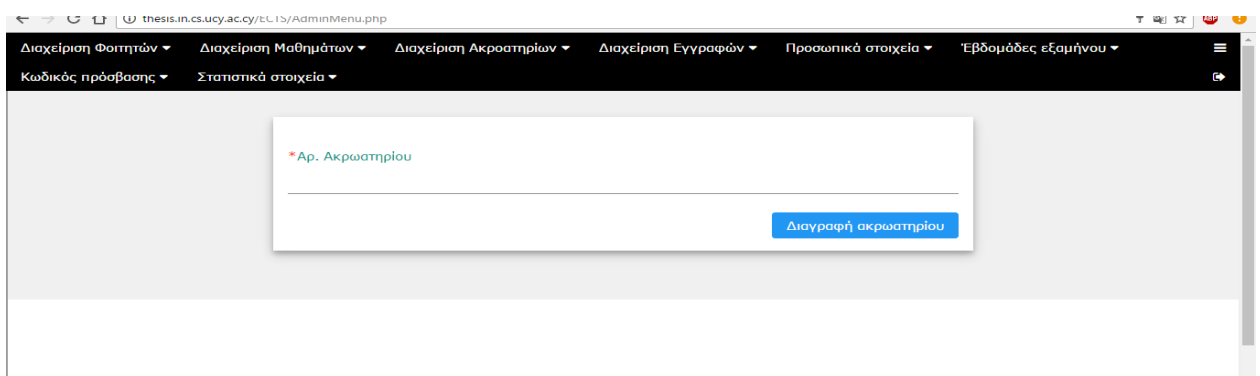 thesis.in.cs.ucy.ac.cy/ECTS/AdminMenu.php
Διαχείριση Φοιτητών Διαχείριση Μαθημάτων Διαχείριση Ακροατηρίων Διαχείριση Εγγραφών Προσωπικά στοιχεία Έβδομάδες εξαμήνου
Κωδικός πρόσβασης Στατιστικά στοιχεία
*Αρ. Ακρωατηρίου
Διαγραφή ακρωατηρίου